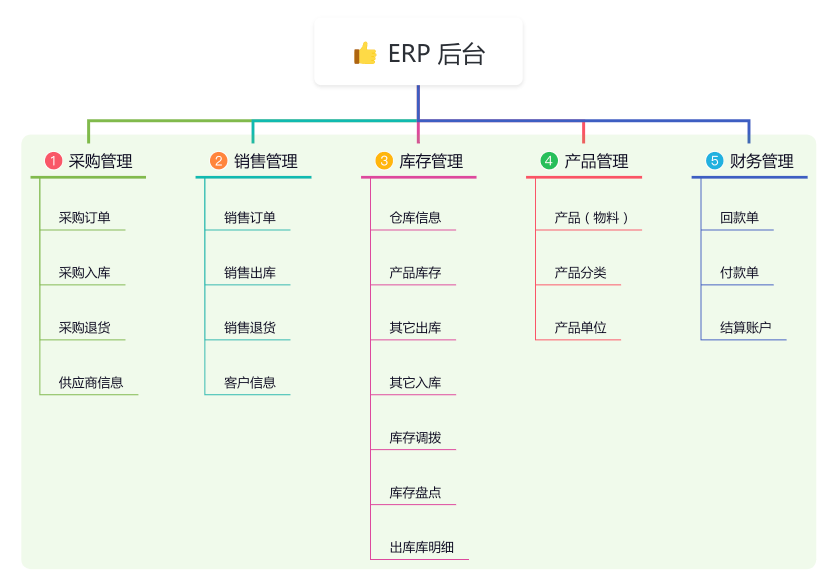 ERP 后台
1 采购管理
采购订单
采购入库
采购退货
供应商信息
2 销售管理
销售订单
销售出库
销售退货
客户信息
3 库存管理
仓库信息
产品库存
其它出库
其它入库
库存调拨
库存盘点
出库库明细
4 产品管理
产品（物料）
产品分类
产品单位
5 财务管理
回款单
付款单
结算账户